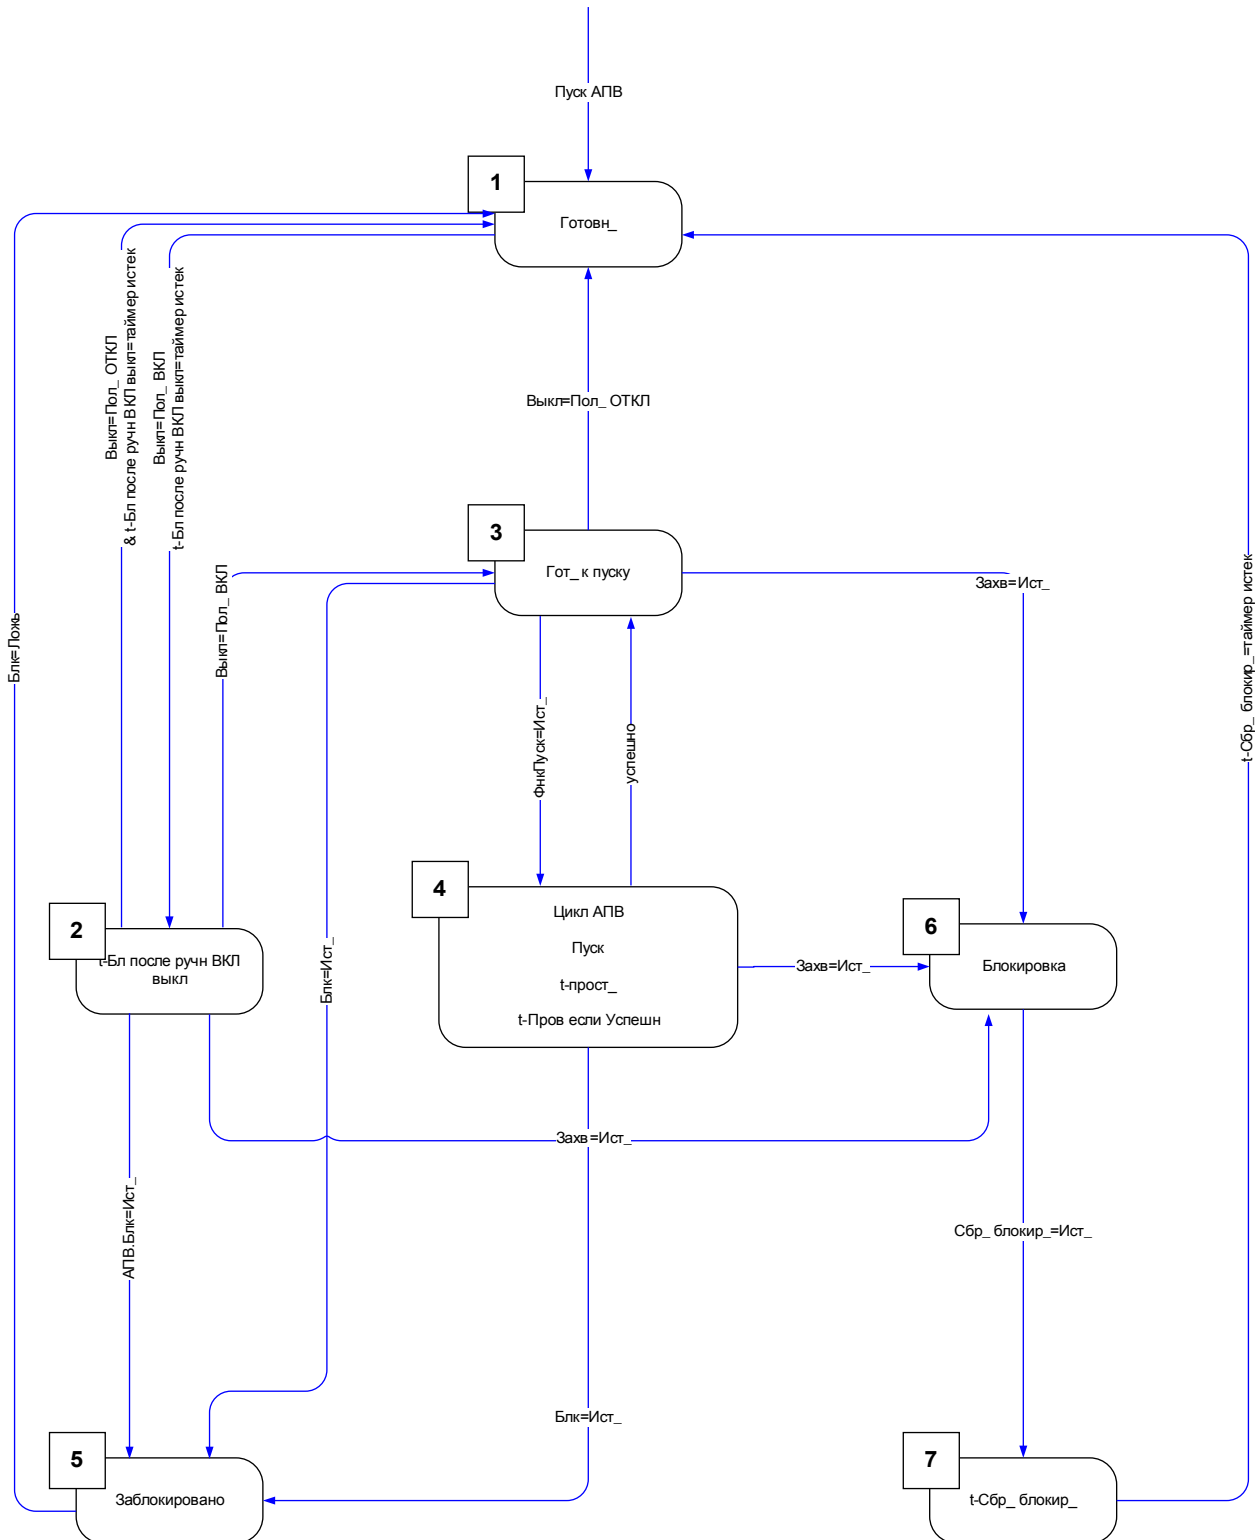 Пуск АПВ
1
Готовн_
Выкл=Пол_ ОТКЛ
& t-Бл после ручн ВКЛ выкл=таймер истек
Выкл=Пол_ ВКЛ
t-Бл после ручн ВКЛ выкл=таймер истек
Выкл=Пол_ ОТКЛ
3
Гот_ к пуску
Захв=Ист_
Выкл=Пол_ ВКЛ
Блк=Ложь
t-Сбр_ блокир_=таймер истек
ФнкПуск=Ист_
успешно
4
Цикл АПВ
Пуск
t-прост_
t-Пров если Успешн
2
t-Бл после ручн ВКЛ
выкл
Блк=Ист_
Захв=Ист_
6
Блокировка
Захв=Ист_
АПВ.Блк=Ист_
Сбр_ блокир_=Ист_
Блк=Ист_
5
Заблокировано
7
t-Сбр_ блокир_